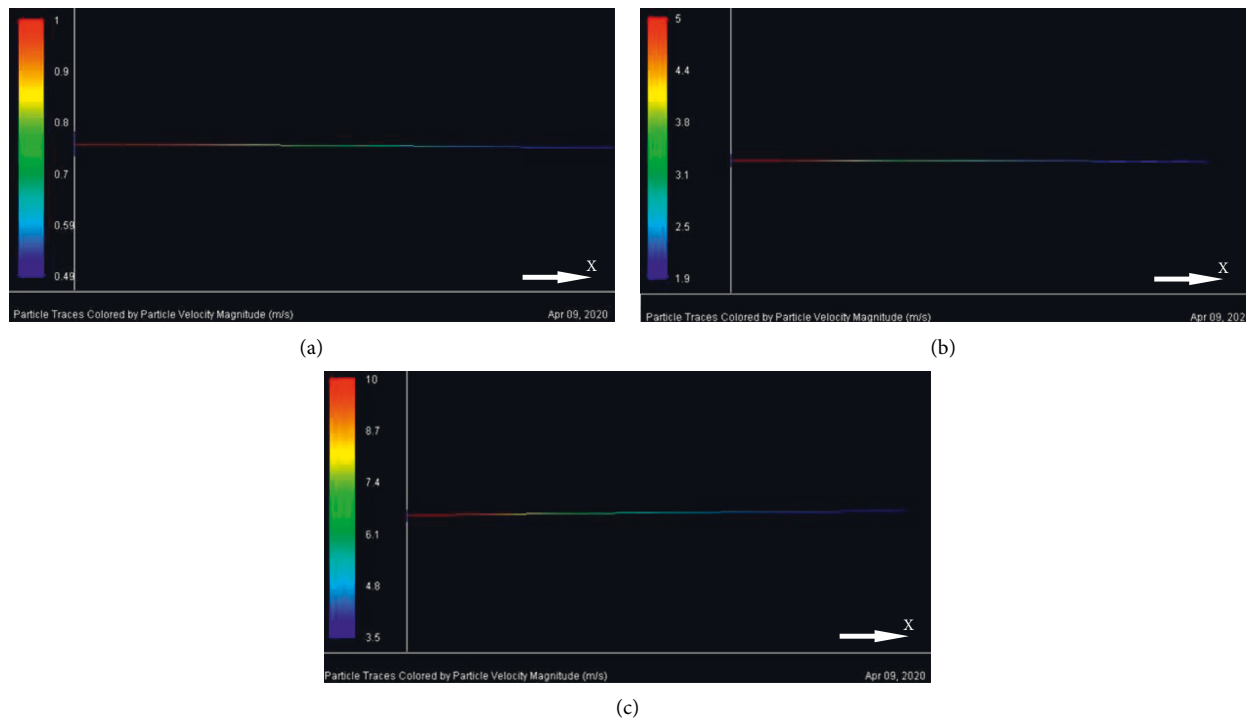 1
0.9
0.8
0.7
0.59
0.49
X
Particle Traces Colored by Particle Velocity Magnitude (m/s)
Apr 09, 2020
(a)
5
4.4
3.8
3.1
2.5
1.9
X
Particle Traces Colored by Particle Velocity Magnitude (m/s)
Apr 09, 202
(b)
10
8.7
7.4
6.1
4.8
3.5
X
Particle Traces Colored by Particle Velocity Magnitude (m/s)
Apr 09, 2020
(c)